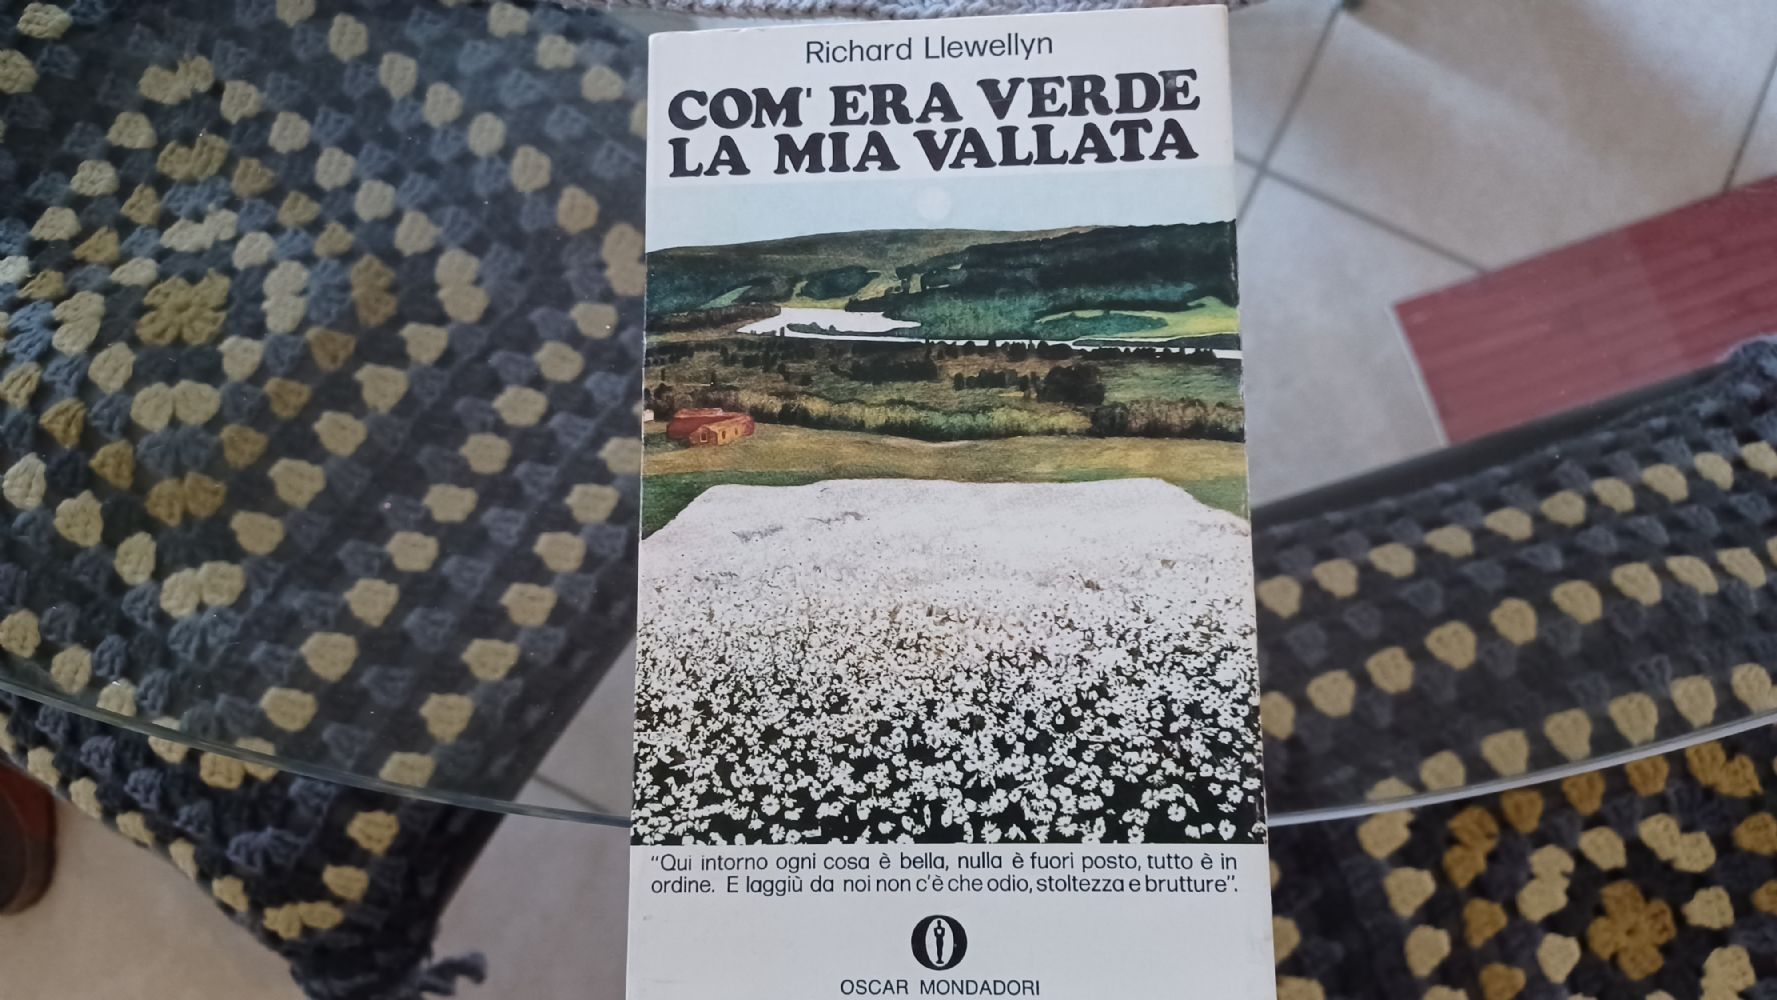 Richard Llewellyn
COM' ERA VERDE
LA MIA VALLATA
"Qui intorno ogni cosa è bella, nulla è fuori posto, tutto è in
ordine. E laggiù da noi non c'è che odio, stoltezza e brutture".
OSCAR MONDADORI